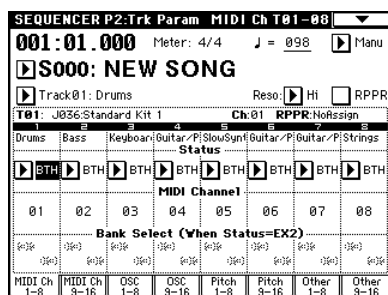 SEQUENCER P2:Trk Param MIDI Ch T01-08
001:01.000 Meter: 4/4 ♩ = 098 Manu
S000: NEW SONG
Track01: Drums Reso: Hi RPPR
T01: J036:Standard Kit 1 Ch:01 RPPR:NoAssign
1 2 3 4 5 6 7 8
Drums Bass Keyboar Guitar/P SlowSynt Guitar/P Guitar/P Strings
Status
BTH BTH BTH BTH BTH BTH BTH BTH
MIDI Channel
01 02 03 04 05 06 07 08
Bank Select (When Status=EX2)
MIDI Ch MIDI Ch OSC OSC Pitch Pitch Other Other
1-8 9-16 1-8 9-16 1-8 9-16 1-8 9-16